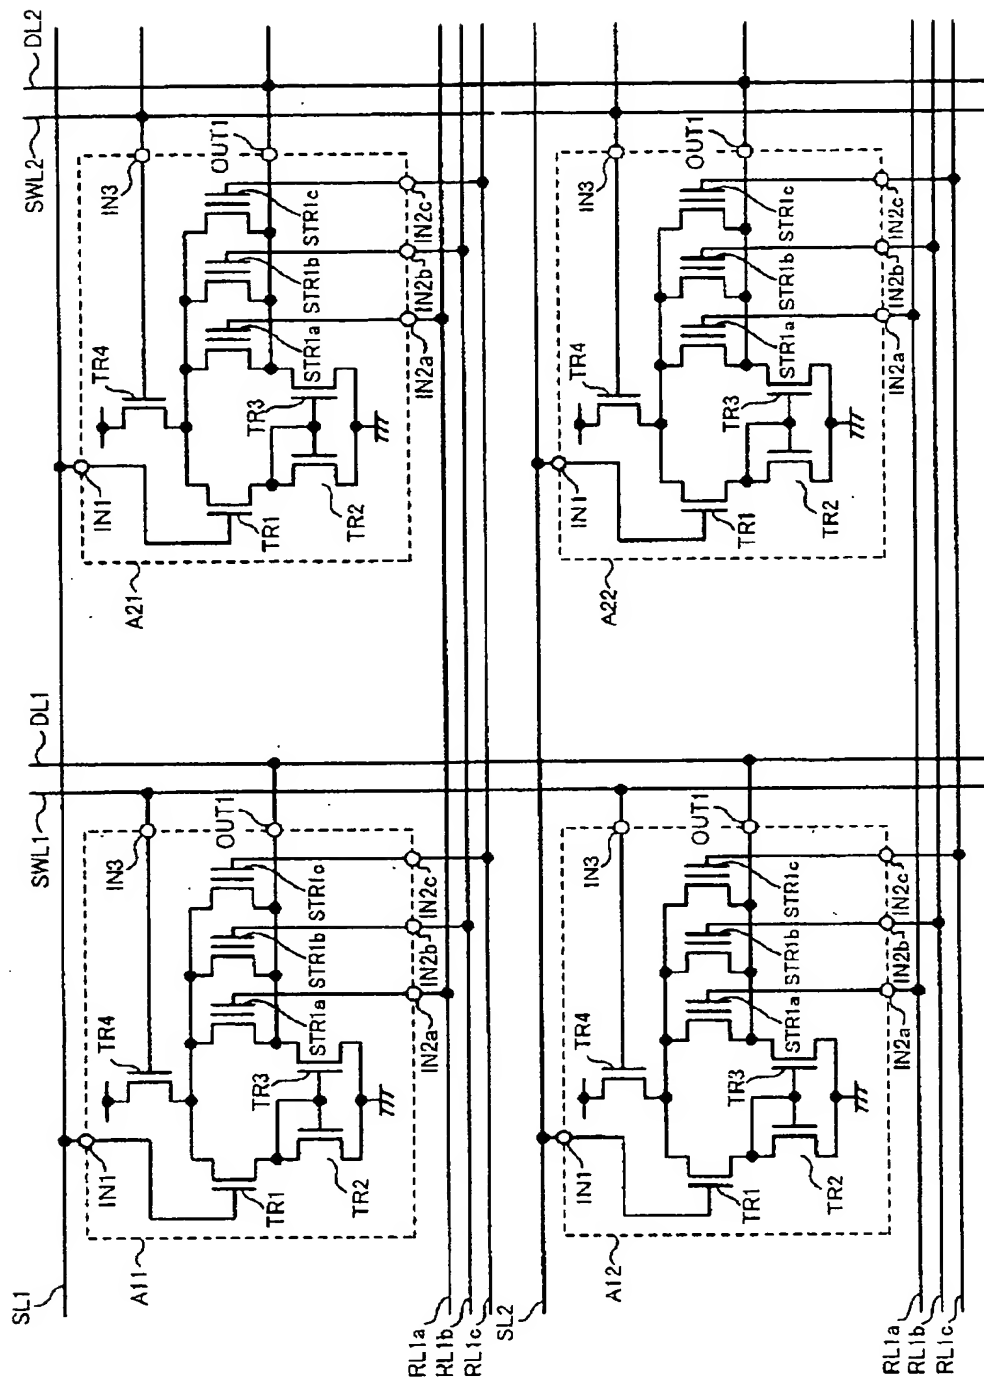 SL1
SWL1
DL1
SWL2
DL2
A11
IN1
TR4
IN3
TR1
TR2
TR3
OUT1
STR1a
STR1b
STR1c
IN2a
IN2b
IN2c
A21
IN1
TR4
IN3
TR1
TR2
TR3
OUT1
STR1a
STR1b
STR1c
IN2a
IN2b
IN2c
RL1a
RL1b
RL1c
SL2
A12
IN1
TR4
IN3
TR1
TR2
TR3
OUT1
STR1a
STR1b
STR1c
IN2a
IN2b
IN2c
A22
IN1
TR4
IN3
TR1
TR2
TR3
OUT1
STR1a
STR1b
STR1c
IN2a
IN2b
IN2c
RL1a
RL1b
RL1c